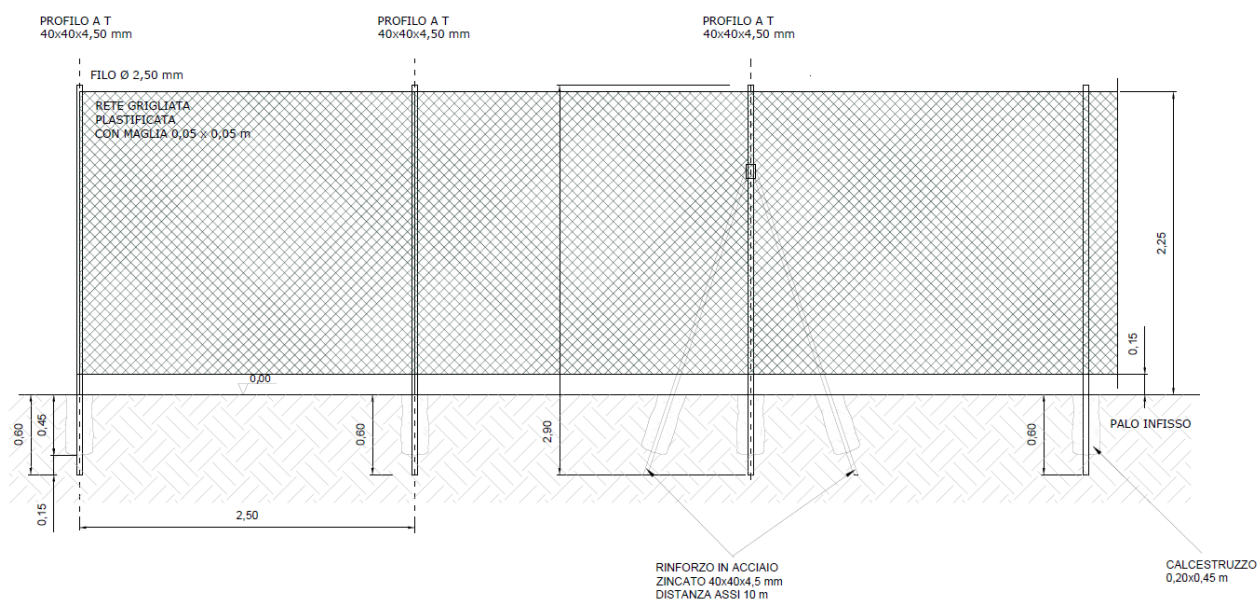 PROFILO A T
40x40x4,50 mm
PROFILO A T
40x40x4,50 mm
PROFILO A T
40x40x4,50 mm
FILO Ø 2,50 mm
RETE GRIGLIATA
PLASTIFICATA
CON MAGLIA 0,05 x 0,05 m
2,25
0,15
0,00
0,60
0,45
0,60
2,90
0,60
PALO INFISSO
0,15
2,50
RINFORZO IN ACCIAIO
ZINCATO 40x40x4,5 mm
DISTANZA ASSI 10 m
CALCESTRUZZO
0,20x0,45 m